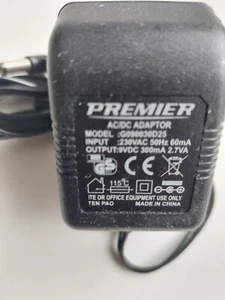 PREMIER
AC/DC ADAPTOR
MODEL :G090030D25
INPUT :230VAC 50Hz 60mA
OUTPUT:9VDC 300mA 2.7VA
115°C
ITE OR OFFICE EQUIPMENT USE ONLY
TEN PAO MADE IN CHINA